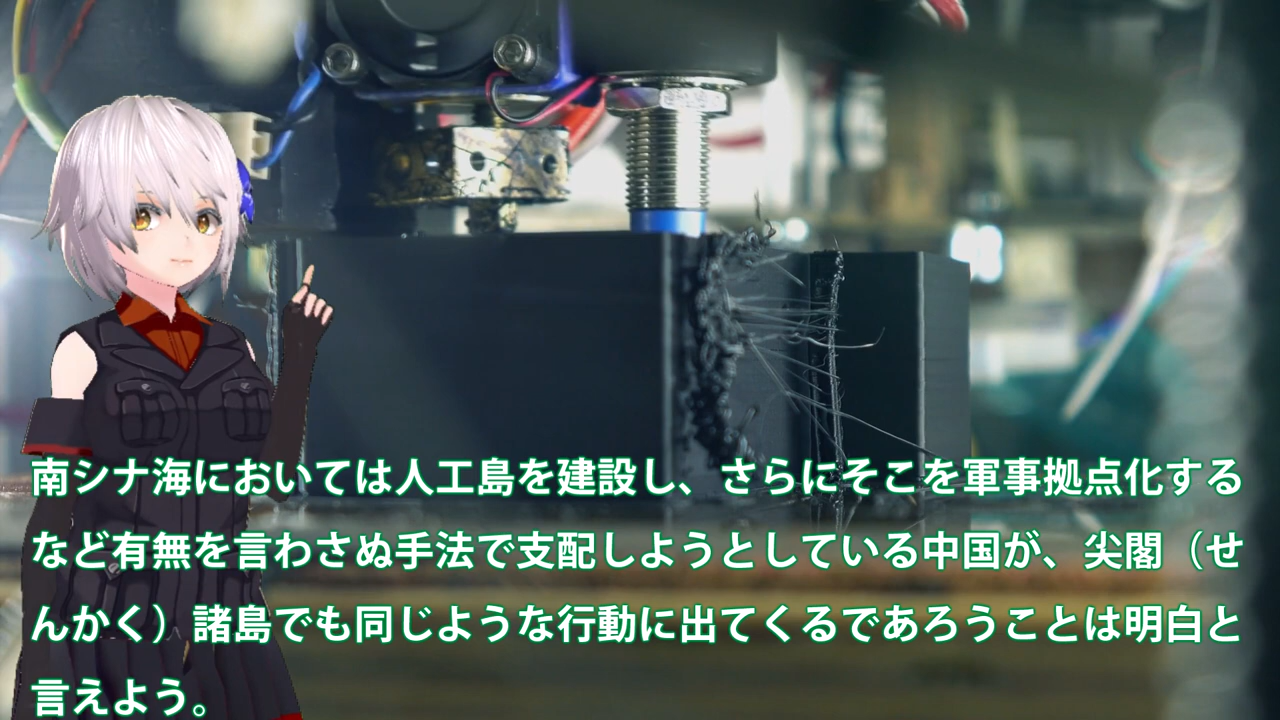 南シナ海においては人工島を建設し、さらにそこを軍事拠点化する
など有無を言わさぬ手法で支配しようとしている中国が、尖閣（せ
んかく）諸島でも同じような行動に出てくるであろうことは明白と
言えよう。